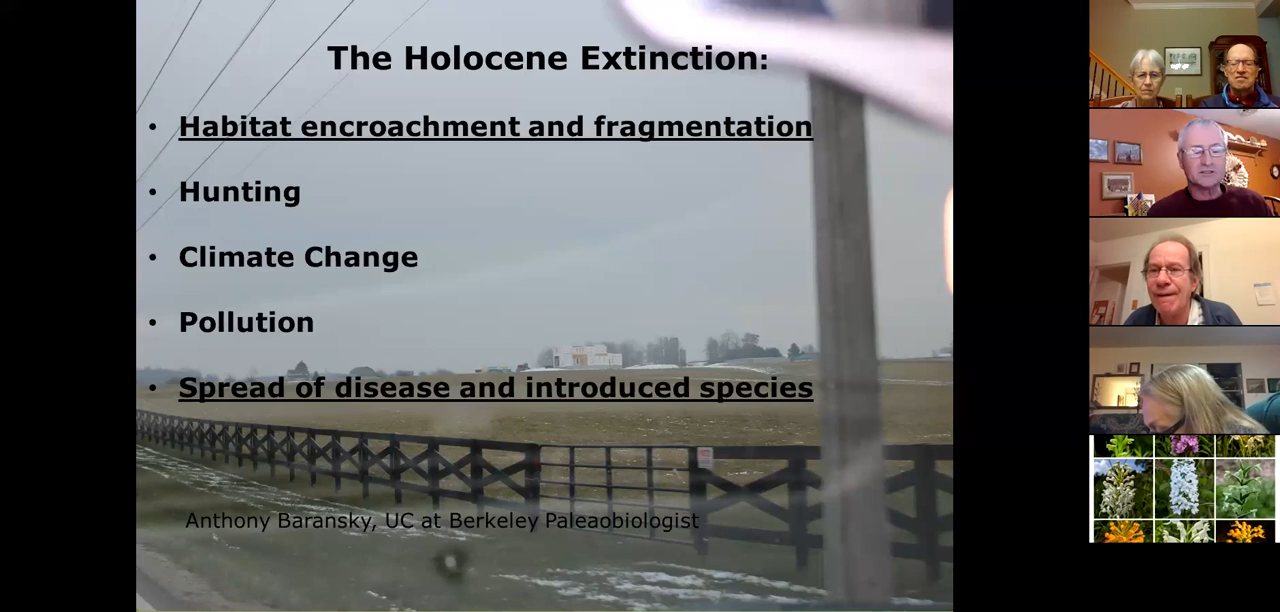 The Holocene Extinction:
• Habitat encroachment and fragmentation
• Hunting
• Climate Change
• Pollution
• Spread of disease and introduced species
Anthony Baransky, UC at Berkeley Paleaobiologist